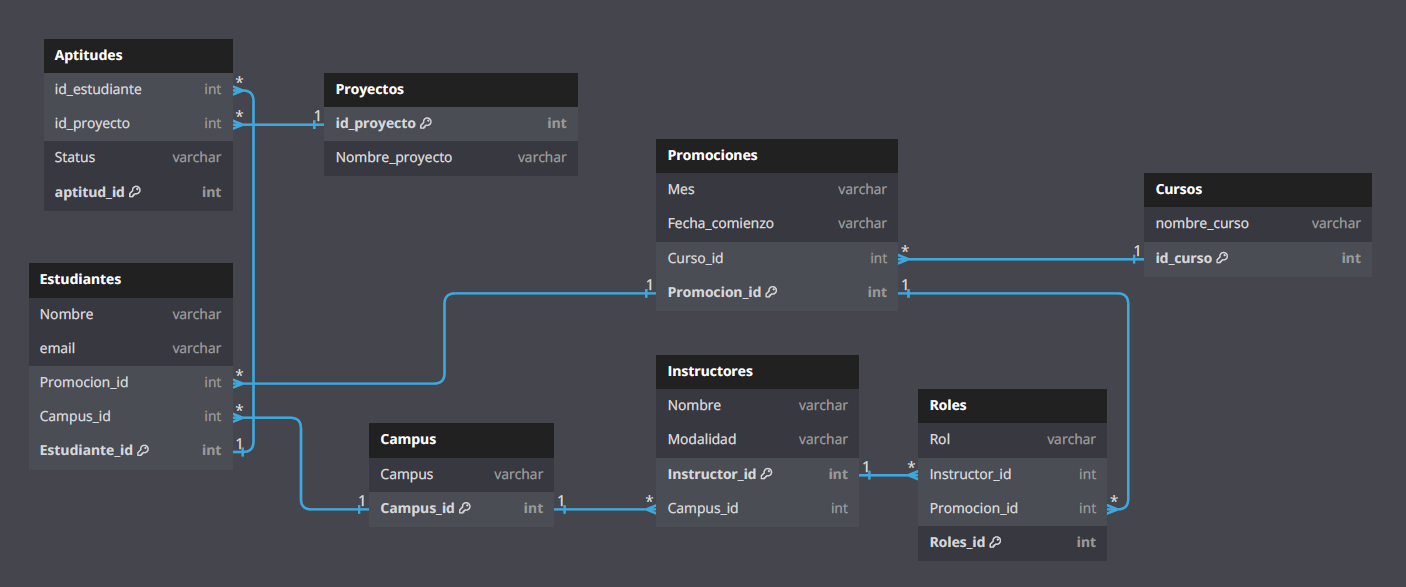 Aptitudes
id_estudiante int
id_proyecto int
Status varchar
aptitud_id int
*
*
1
Proyectos
id_proyecto int
Nombre_proyecto varchar
Promociones
Mes varchar
Fecha_comienzo varchar
Curso_id int
Promocion_id int
1
*
1
1
Cursos
nombre_curso varchar
id_curso int
Estudiantes
Nombre varchar
email varchar
Promocion_id int
Campus_id int
Estudiante_id int
*
*
1
Campus
Campus varchar
Campus_id int
1
1
*
Instructores
Nombre varchar
Modalidad varchar
Instructor_id int
Campus_id int
1
*
Roles
Rol varchar
Instructor_id int
Promocion_id int
Roles_id int
*